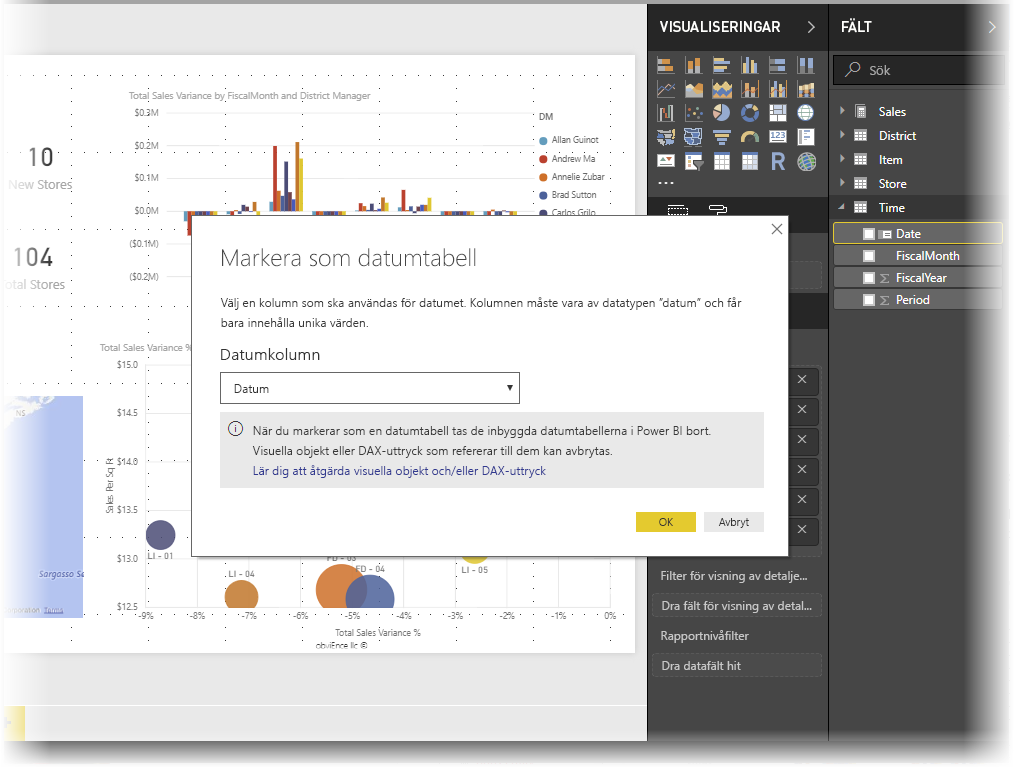 VISUALISERINGAR
FÄLT
Sök
Sales
District
Item
Store
Time
Date
FiscalMonth
FiscalYear
Period
Total Sales Variance by FiscalMonth and District Manager
$0.3M
$0.2M
$0.1M
$0.0M
($0.1M)
($0.2M)
DM
Allan Guinot
Andrew Ma
Annelie Zubar
Brad Sutton
Carlos Grilo
10
New Stores
104
Total Stores
Markera som datumtabell
Välj en kolumn som ska användas för datumet. Kolumnen måste vara av datatypen ”datum” och får
bara innehålla unika värden.
Datumkolumn
Datum
När du markerar som en datumtabell tas de inbyggda datumtabellerna i Power BI bort.
Visuella objekt eller DAX-uttryck som refererar till dem kan avbrytas.
Lär dig att åtgärda visuella objekt och/eller DAX-uttryck
OK
Avbryt
Total Sales Variance %
$15.0
$14.5
$14.0
$13.5
$13.0
$12.5
Sales Per Sq Ft
LI - 01
LI - 04
FD - 03
FD - 04
LI - 05
-9%
-8%
-7%
-6%
-5%
-4%
-3%
-2%
-1%
0%
Total Sales Variance %
obviEnce llc ©
NS
Sargasso Se
orporation Terms
123
R
Filter för visning av detalje...
Dra fält för visning av detal...
Rapportnivåfilter
Dra datafält hit